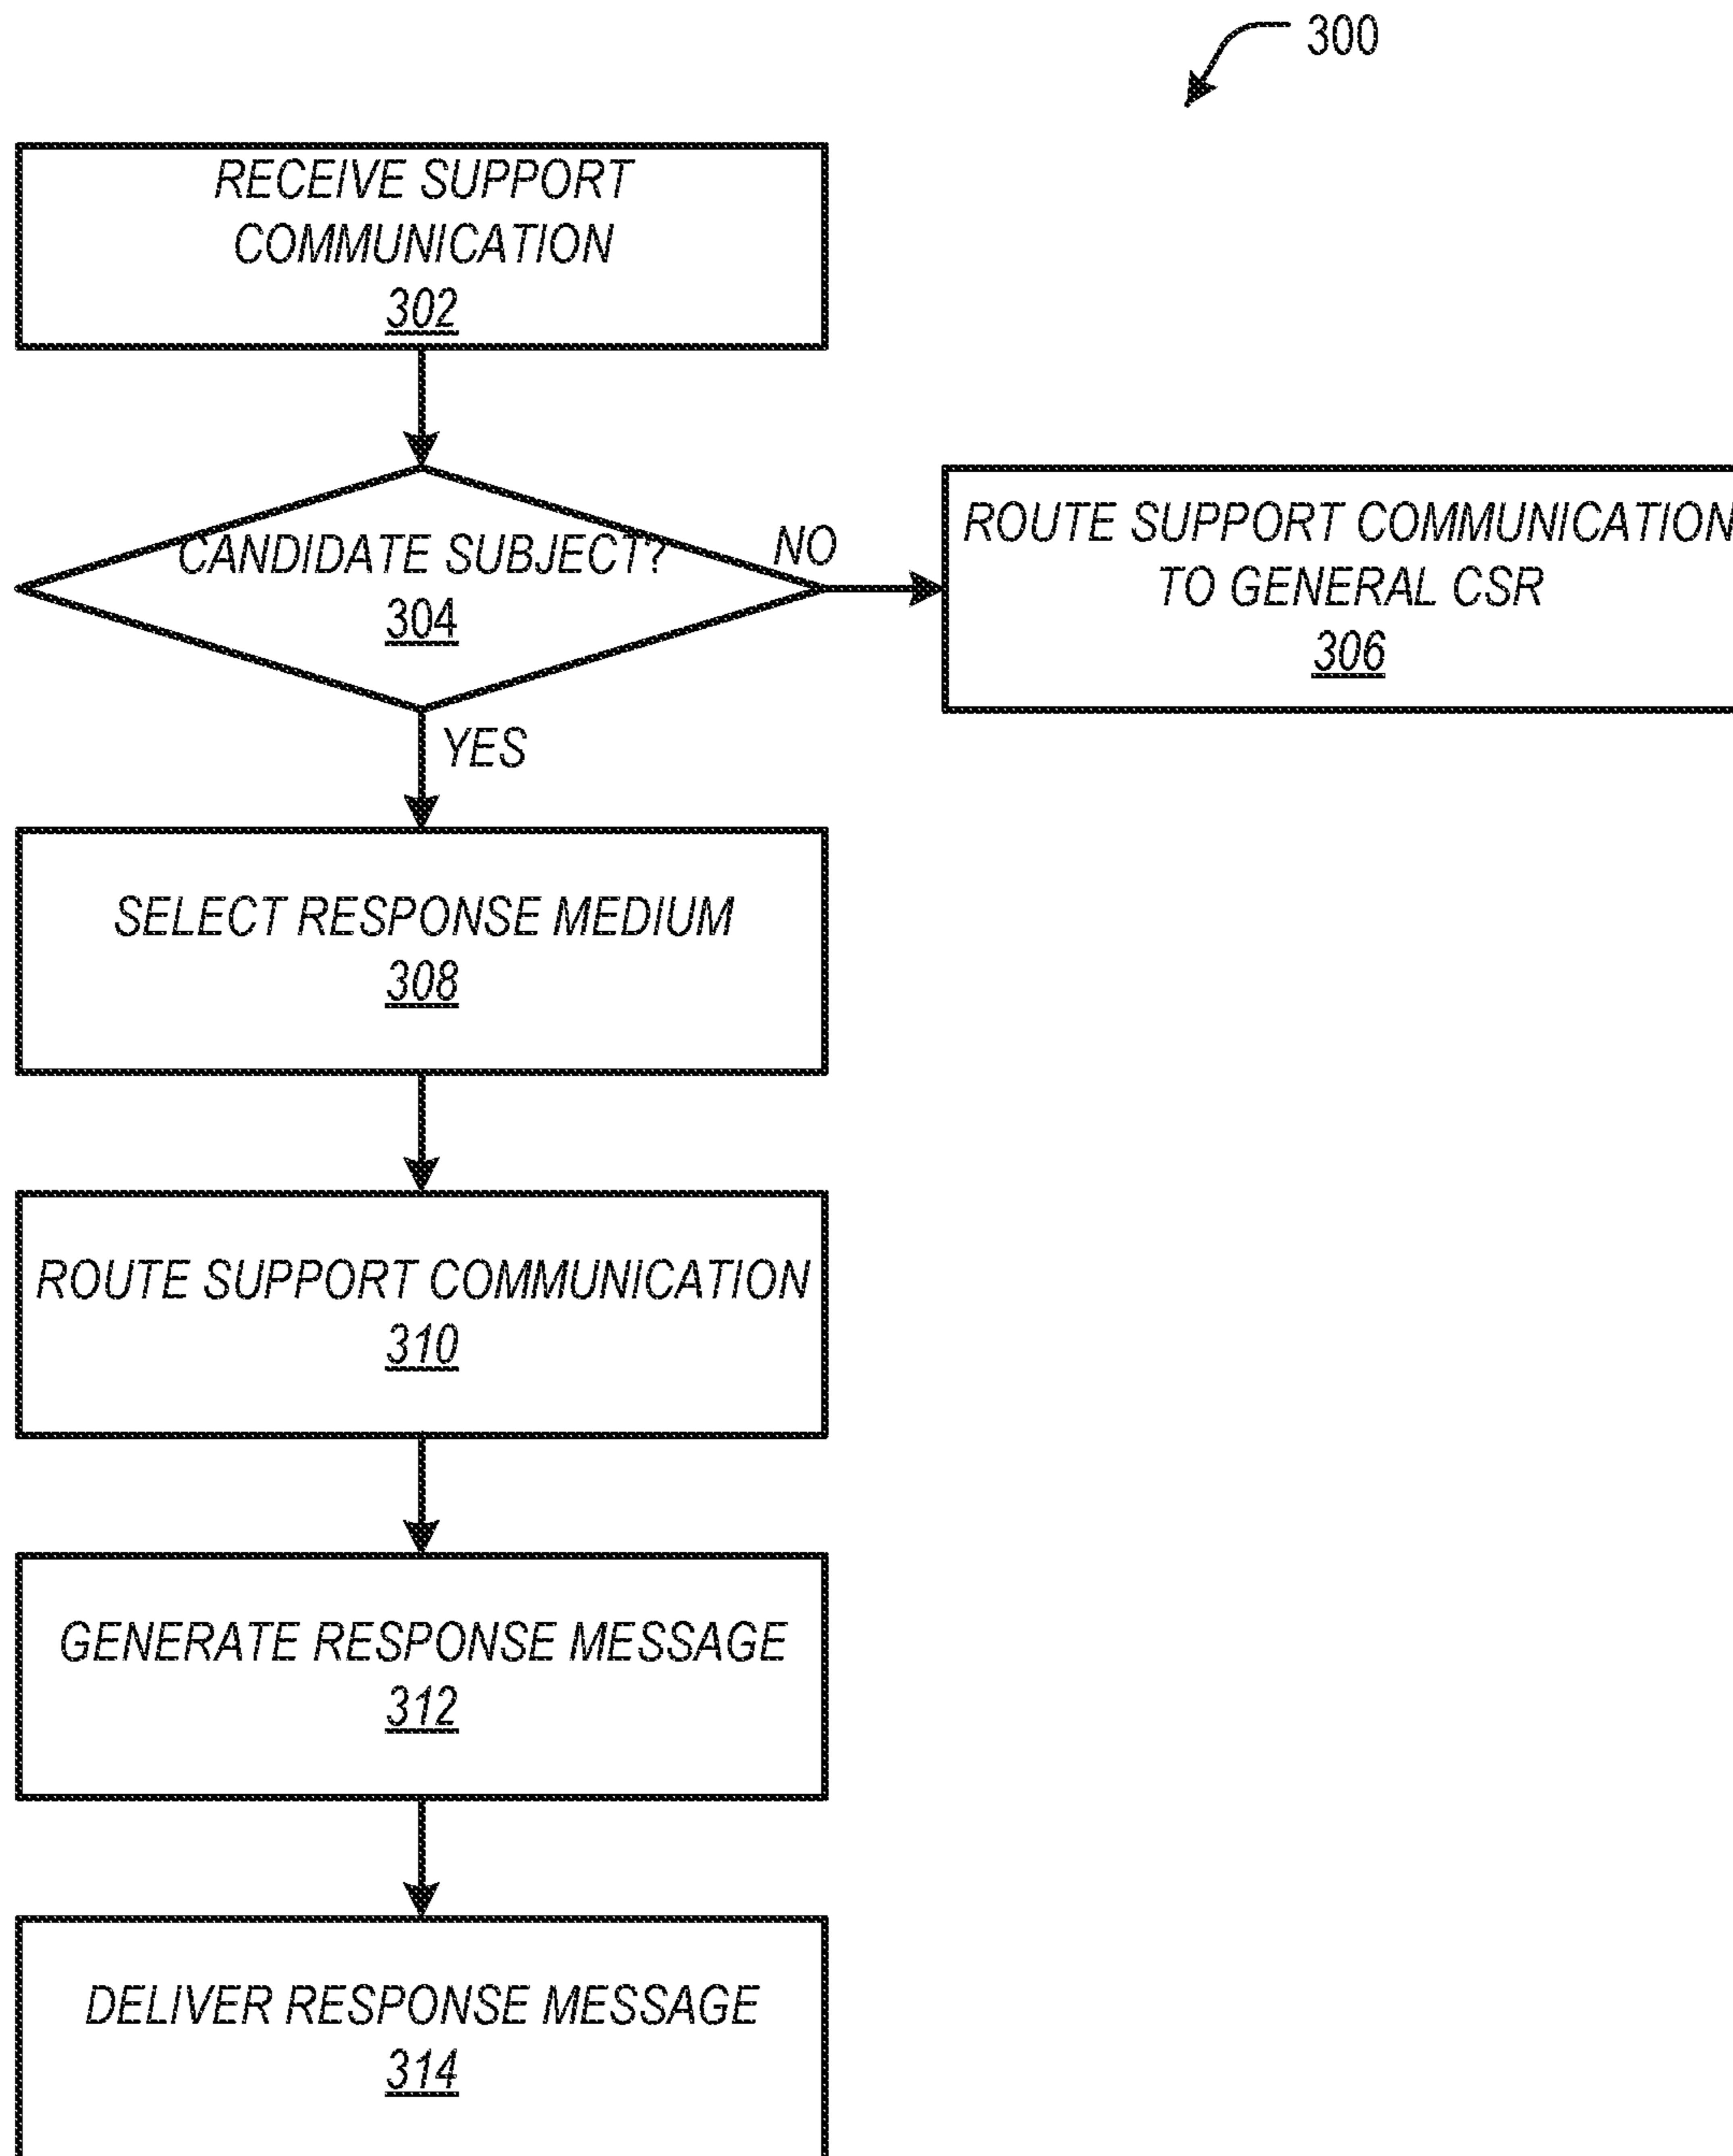 300
RECEIVE SUPPORT
COMMUNICATION
302
CANDIDATE SUBJECT?
304
NO
ROUTE SUPPORT COMMUNICATION
TO GENERAL CSR
306
YES
SELECT RESPONSE MEDIUM
308
ROUTE SUPPORT COMMUNICATION
310
GENERATE RESPONSE MESSAGE
312
DELIVER RESPONSE MESSAGE
314